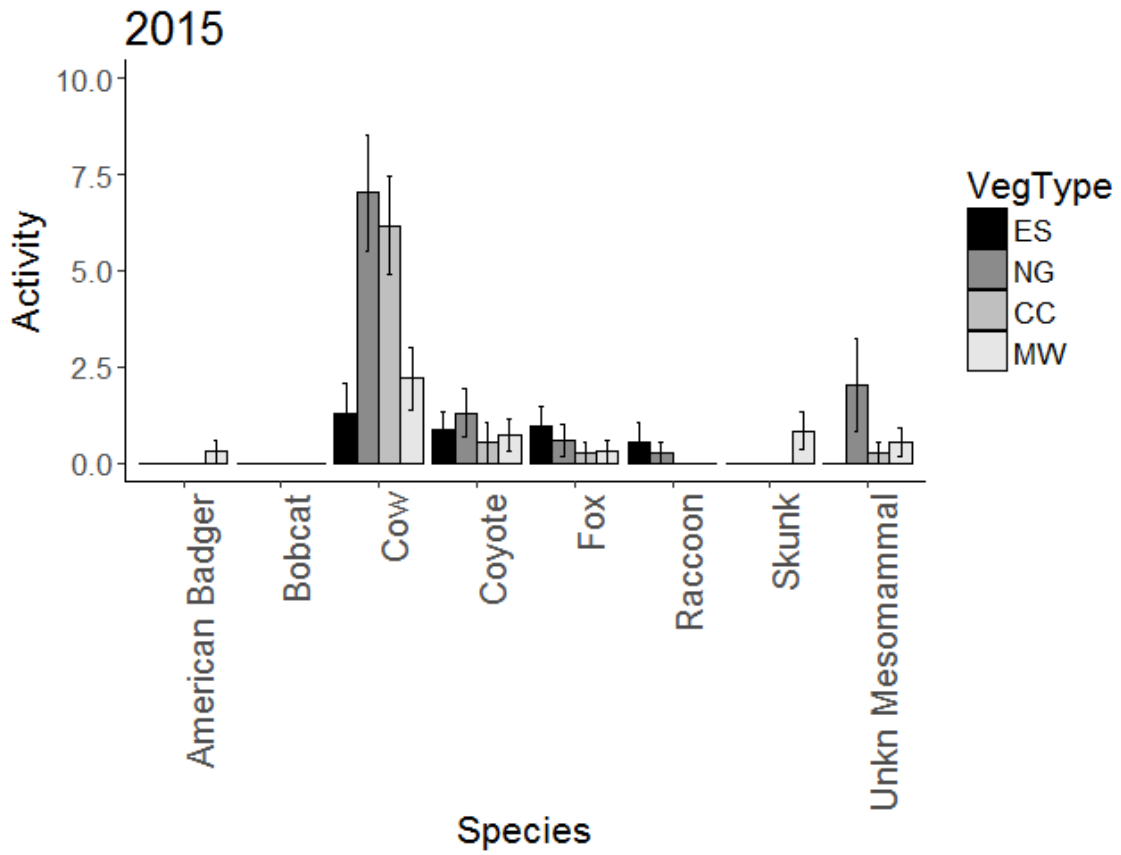 2015
Activity
10.0
7.5
5.0
2.5
0.0
VegType
ES
NG
CC
MW
American Badger
Bobcat
Cow
Coyote
Fox
Raccoon
Skunk
Unkn Mesomammal
Species